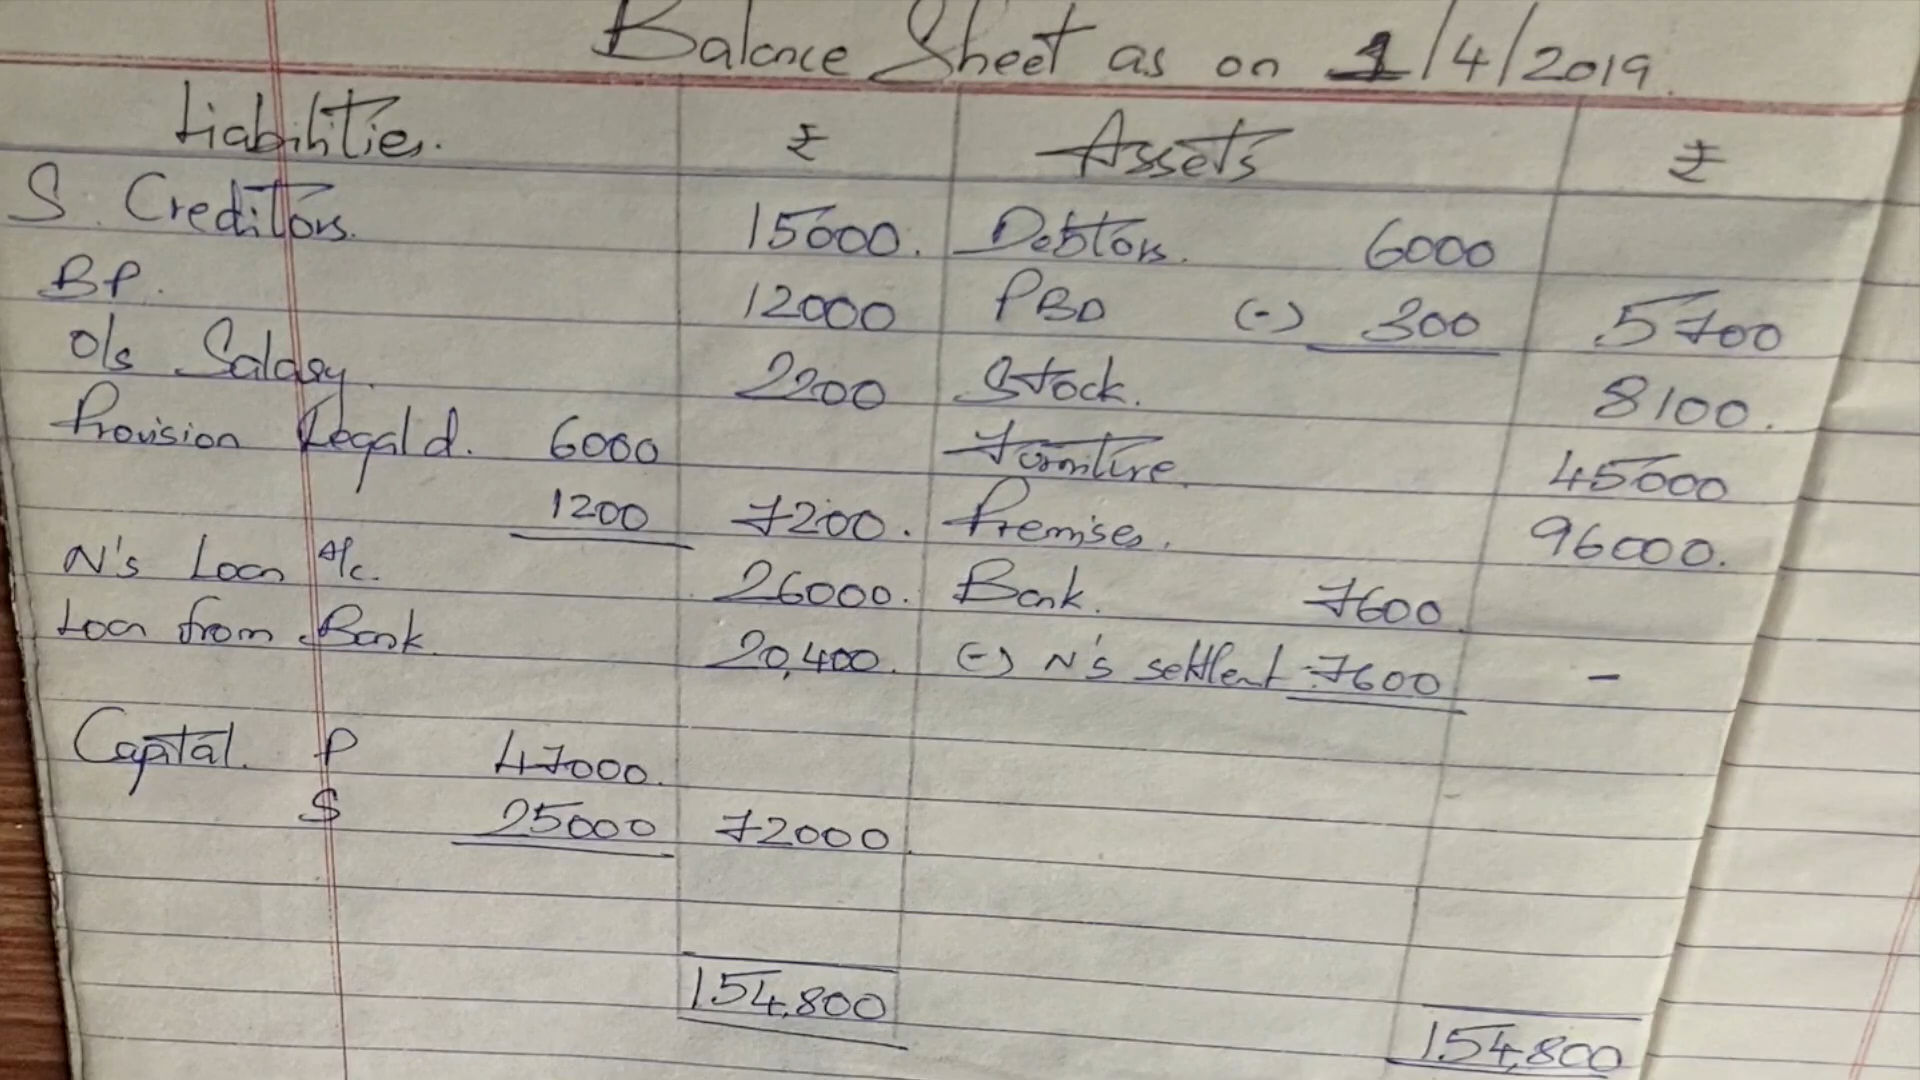 Balance Sheet as on 1/4/2019
Liabilities. ₹ Assets ₹
S. Creditors. 15000. Debtors. 6000
BP. 12000 PBD (-) 300 5700
o/s Salary. 2200 Stock. 8100.
Provision Legal d. 6000 Furniture. 45000
1200 7200. Premises. 96000.
N's Loan A/c. 26000. Bank. 7600
Loan from Bank 20,400. (-) N's settlent 7600 -
Capital. P 47000.
S 25000 72000
154,800 154,800